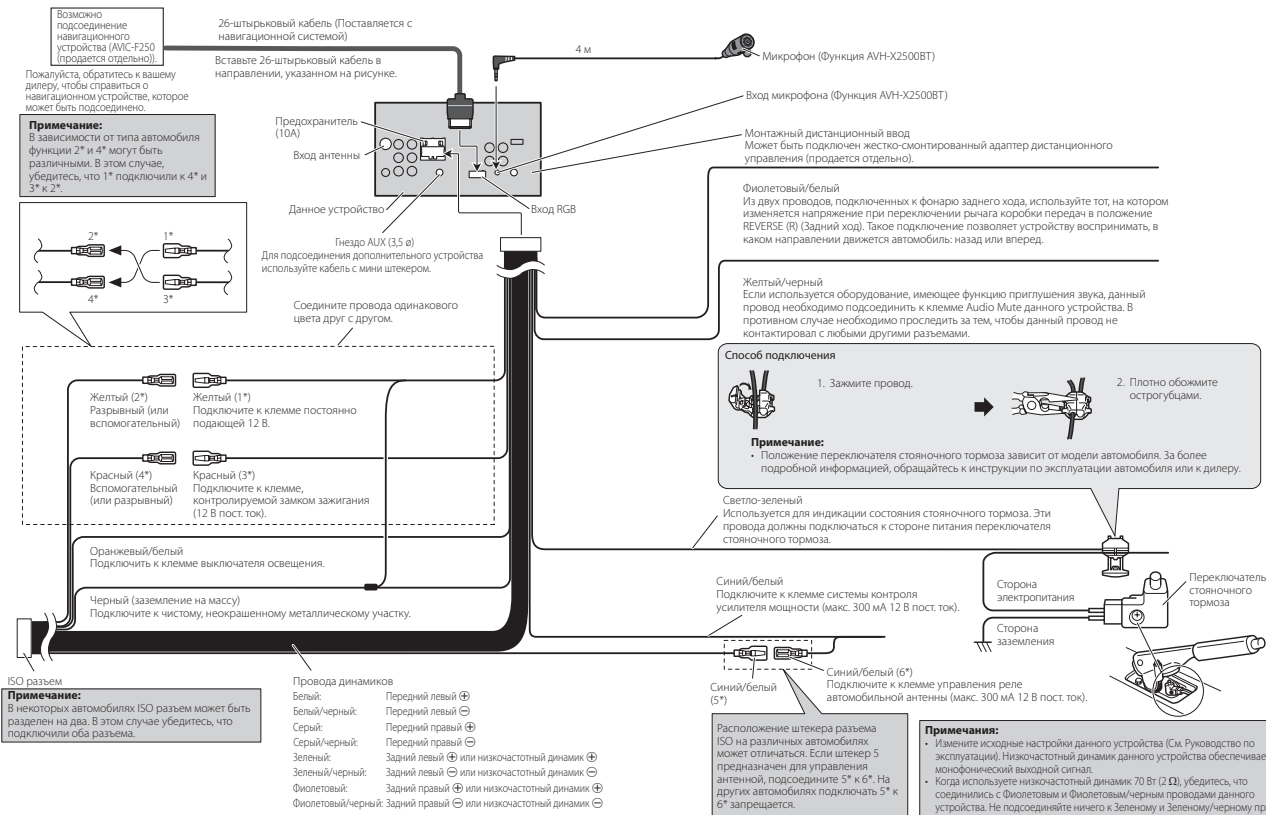 Возможно
подсоединение
навигационного
устройства (AVIC-F250
(продается отдельно)).
Пожалуйста, обратитесь к вашему
дилеру, чтобы справиться о
навигационном устройстве, которое
может быть подсоединено.
Примечание:
В зависимости от типа автомобиля
функции 2* и 4* могут быть
различными. В этом случае,
убедитесь, что 1* подключили к 4* и
3* к 2*.
26-штырьковый кабель (Поставляется с
навигационной системой)
Вставьте 26-штырьковый кабель в
направлении, указанном на рисунке.
4 м
Микрофон (Функция AVH-X2500BT)
Вход микрофона (Функция AVH-X2500BT)
Предохранитель
(10A)
Вход антенны
Данное устройство
Вход RGB
Гнездо AUX (3,5 ø)
Для подсоединения дополнительного устройства
используйте кабель с мини штекером.
Монтажный дистанционный ввод
Может быть подключен жестко-смонтированный адаптер дистанционного
управления (продается отдельно).
Фиолетовый/белый
Из двух проводов, подключенных к фонарю заднего хода, используйте тот, на котором
изменяется напряжение при переключении рычага коробки передач в положение
REVERSE (R) (Задний ход). Такое подключение позволяет устройству воспринимать, в
каком направлении движется автомобиль: назад или вперед.
Желтый/черный
Если используется оборудование, имеющее функцию приглушения звука, данный
провод необходимо подсоединить к клемме Audio Mute данного устройства. В
противном случае необходимо проследить за тем, чтобы данный провод не
контактировал с любыми другими разъемами.
2*
1*
4*
3*
Соедините провода одинакового
цвета друг с другом.
Желтый (2*)
Разрывный (или
вспомогательный)
Желтый (1*)
Подключите к клемме постоянно
подающей 12 В.
Красный (4*)
Вспомогательный
(или разрывный)
Красный (3*)
Подключите к клемме,
контролируемой замком зажигания
(12 В пост. ток).
Оранжевый/белый
Подключить к клемме выключателя освещения.
Черный (заземление на массу)
Подключите к чистому, неокрашенному металлическому участку.
Способ подключения
1. Зажмите провод.
2. Плотно обожмите
острогубцами.
Примечание:
• Положение переключателя стояночного тормоза зависит от модели автомобиля. За более
подробной информацией, обращайтесь к инструкции по эксплуатации автомобиля или к дилеру.
Светло-зеленый
Используется для индикации состояния стояночного тормоза. Эти
провода должны подключаться к стороне питания переключателя
стояночного тормоза.
Сторона
электропитания
Сторона
заземления
Переключатель
стояночного
тормоза
Синий/белый
Подключите к клемме системы контроля
усилителя мощности (макс. 300 мА 12 В пост. ток).
Синий/белый
(5*)
Синий/белый (6*)
Подключите к клемме управления реле
автомобильной антенны (макс. 300 мА 12 В пост. ток).
ISO разъем
Примечание:
В некоторых автомобилях ISO разъем может быть
разделен на два. В этом случае убедитесь, что
подключили оба разъема.
Провода динамиков
Белый: Передний левый ⊕
Белый/черный: Передний левый ⊖
Серый: Передний правый ⊕
Серый/черный: Передний правый ⊖
Зеленый: Задний левый ⊕ или низкочастотный динамик ⊕
Зеленый/черный: Задний левый ⊖ или низкочастотный динамик ⊖
Фиолетовый: Задний правый ⊕ или низкочастотный динамик ⊕
Фиолетовый/черный: Задний правый ⊖ или низкочастотный динамик ⊖
Расположение штекера разъема
ISO на различных автомобилях
может отличаться. Если штекер 5
предназначен для управления
антенной, подсоедините 5* к 6*. На
других автомобилях подключать 5* к
6* запрещается.
Примечания:
• Измените исходные настройки данного устройства (См. Руководство по
эксплуатации). Низкочастотный динамик данного устройства обеспечивае
монофонический выходной сигнал.
• Когда используете низкочастотный динамик 70 Вт (2 Ω), убедитесь, что
соединились с Фиолетовым и Фиолетовым/черным проводами данного
устройства. Не подсоединяйте ничего к Зеленому и Зеленому/черному пр